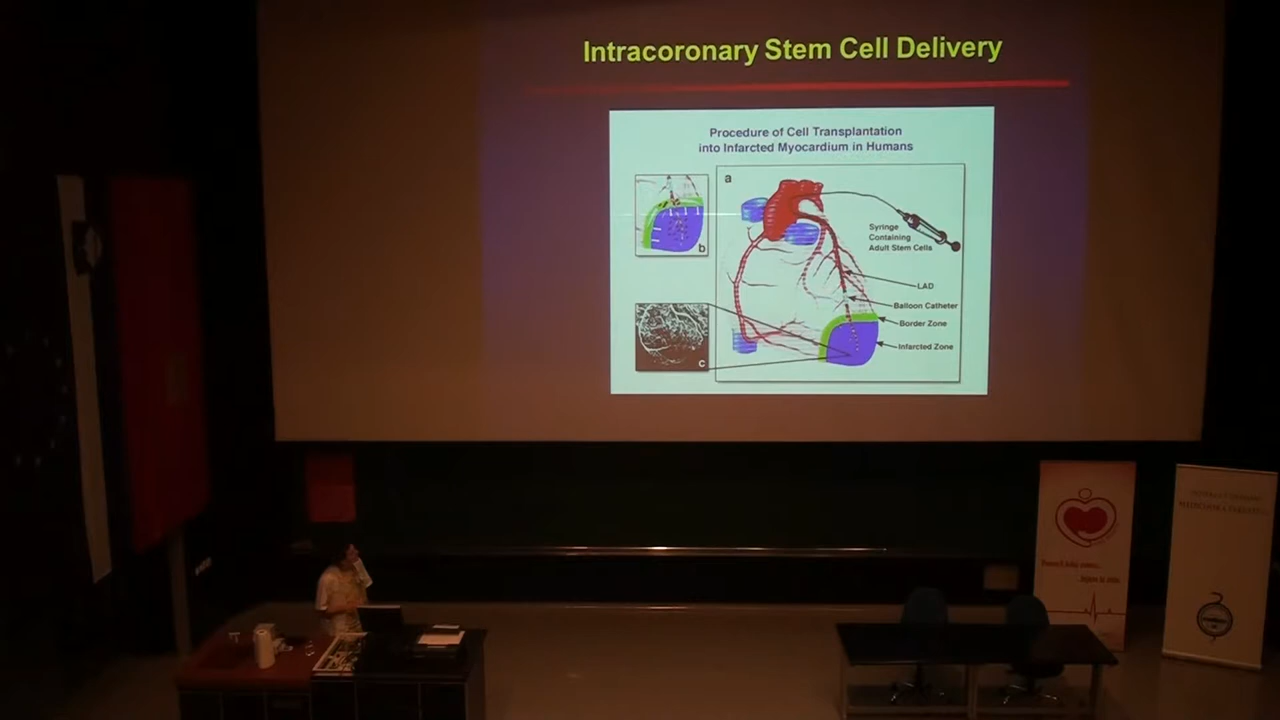 Intracoronary Stem Cell Delivery
Procedure of Cell Transplantation
into Infarcted Myocardium in Humans
a
b
Syringe
Containing
Adult Stem Cells
LAD
Balloon Catheter
Border Zone
Infarcted Zone
c